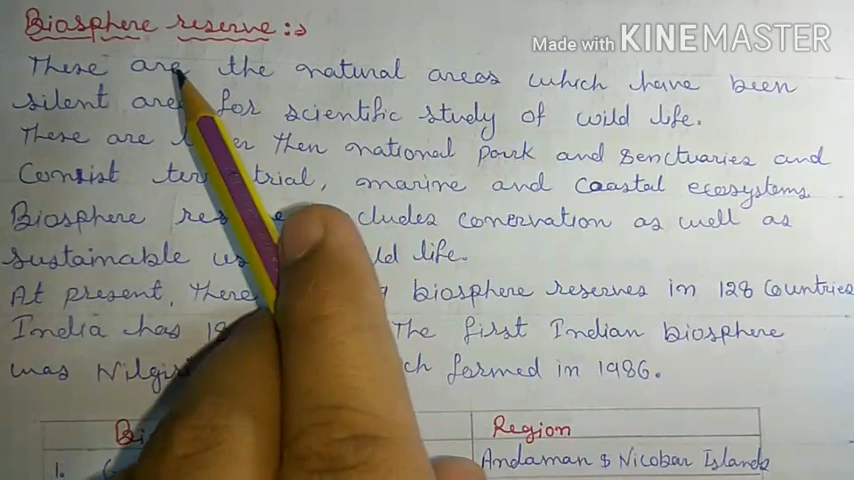 Biosphere reserve :->
Made with KINEMASTER
These are the natural areas which have been
silent area for scientific study of wild life.
These are then national park and Senctuaries and
Consist trial, marine and Coastal ecosystems
Biosphere cludes conervation as well as
sustainable life.
At present, There biosphere reserves in 128 Countries
India has The first Indian biosphere
was Nilgiri ch formed in 1986.
Region
1. Andaman & Nicobar Islands